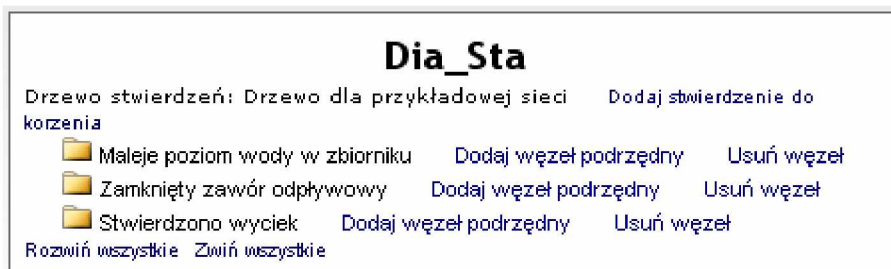 Dia_Sta
Drzewo stwierdzeń: Drzewo dla przykładowej sieci Dodaj stwierdzenie do
korzenia
Maleje poziom wody w zbiorniku Dodaj węzeł podrzędny Usuń węzeł
Zamknięty zawór odpływowy Dodaj węzeł podrzędny Usuń węzeł
Stwierdzono wyciek Dodaj węzeł podrzędny Usuń węzeł
Rozwiń wszystkie Zwiń wszystkie